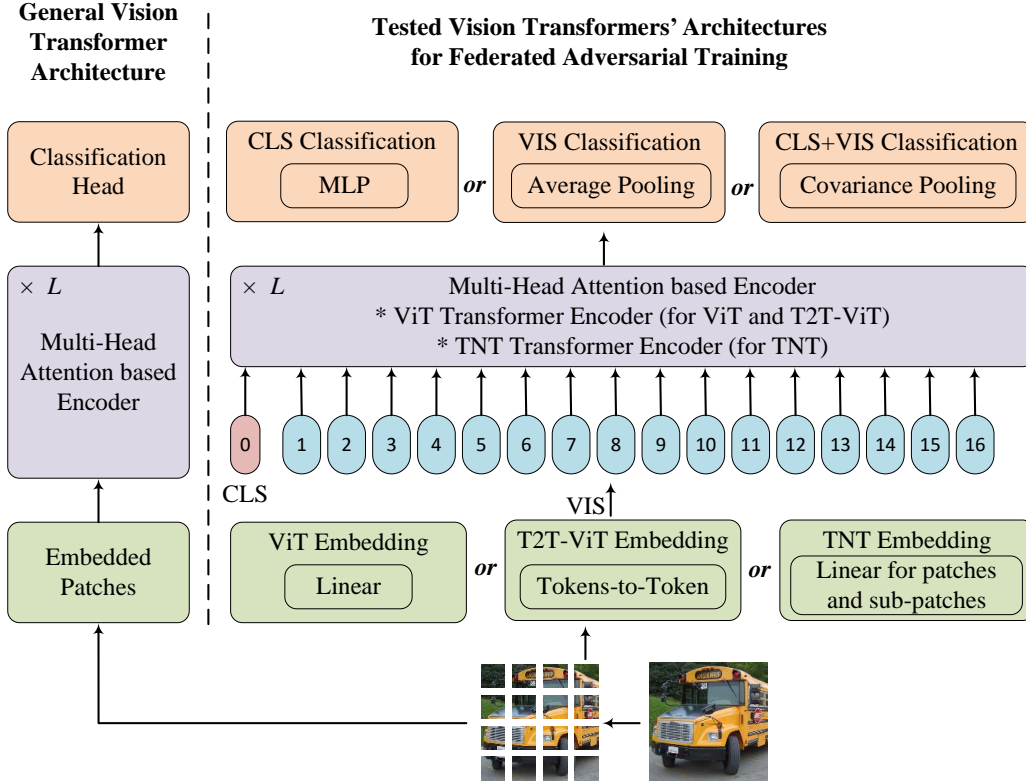 General Vision
Transformer
Architecture
Tested Vision Transformers' Architectures
for Federated Adversarial Training
Classification
Head
CLS Classification
MLP
or
VIS Classification
Average Pooling
or
CLS+VIS Classification
Covariance Pooling
× L
Multi-Head
Attention based
Encoder
× L
Multi-Head Attention based Encoder
* ViT Transformer Encoder (for ViT and T2T-ViT)
* TNT Transformer Encoder (for TNT)
0 1 2 3 4 5 6 7 8 9 10 11 12 13 14 15 16
CLS
VIS
Embedded
Patches
ViT Embedding
Linear
or
T2T-ViT Embedding
Tokens-to-Token
or
TNT Embedding
Linear for patches
and sub-patches